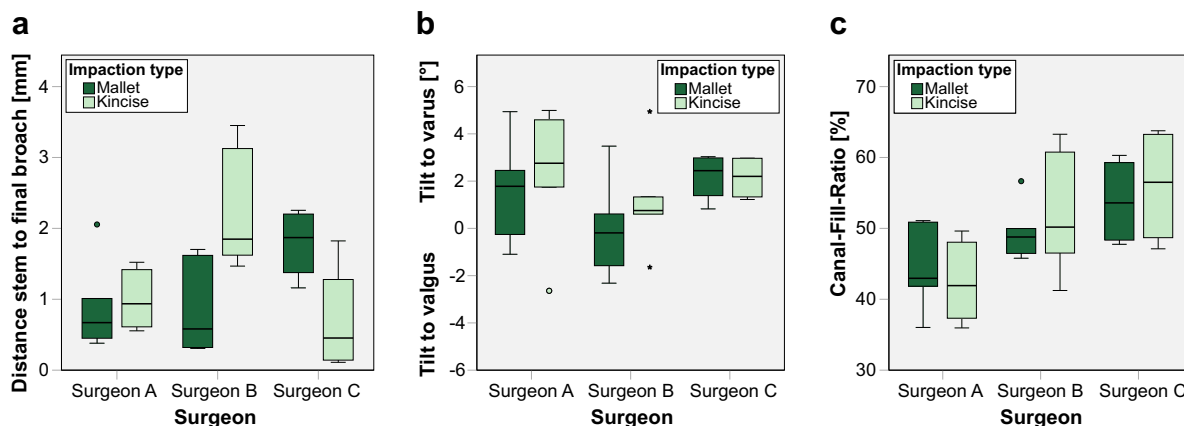 a
Distance stem to final broach [mm]
4
3
2
1
0
Impaction type
Mallet
Kincise
Surgeon A
Surgeon B
Surgeon C
Surgeon
b
Tilt to varus [°]
Tilt to valgus
6
4
2
0
-2
-4
-6
Impaction type
Mallet
Kincise
Surgeon A
Surgeon B
Surgeon C
Surgeon
c
Canal-Fill-Ratio [%]
70
60
50
40
30
Impaction type
Mallet
Kincise
Surgeon A
Surgeon B
Surgeon C
Surgeon